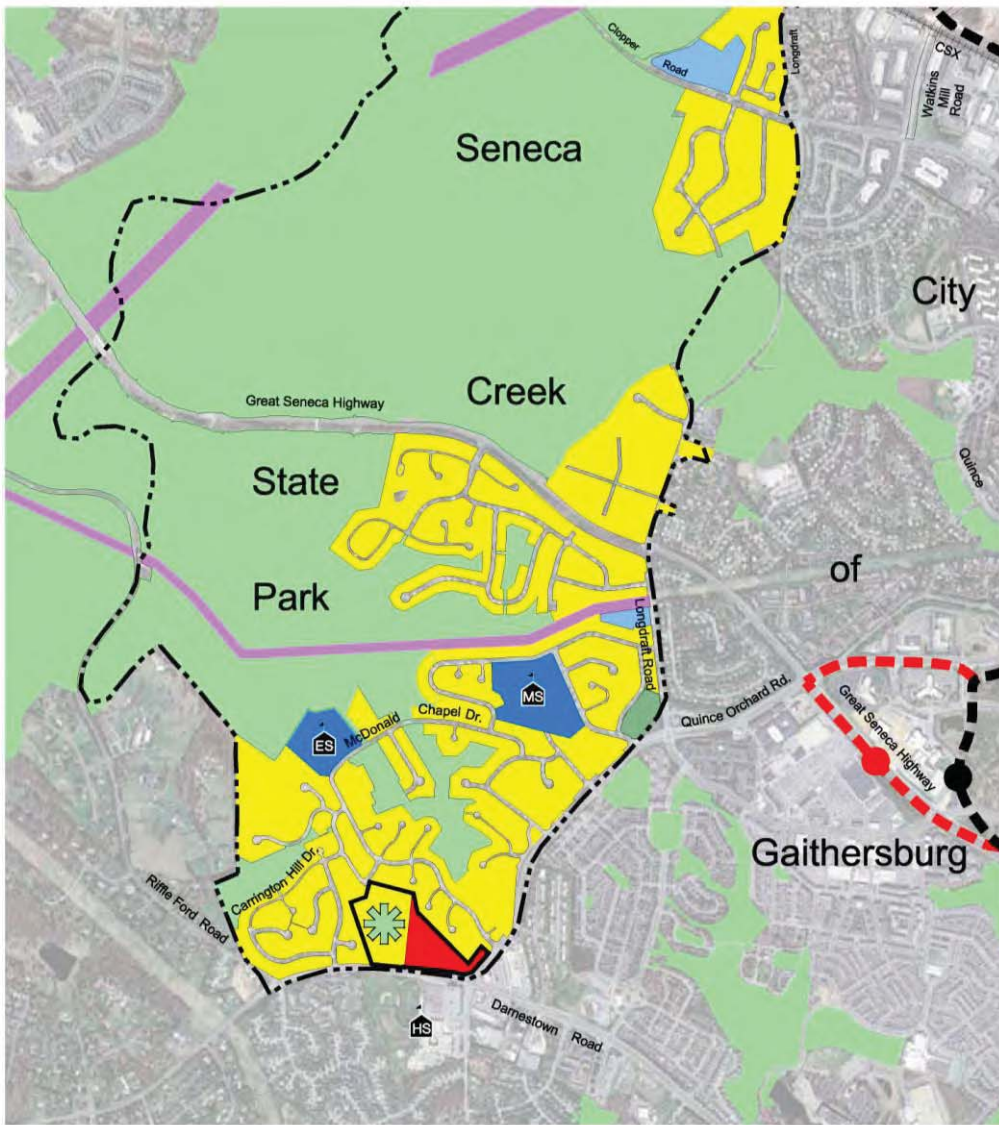 Clopper
Road
Longdraft
CSX
Watkins
Mill
Road
Seneca
City
Creek
Great Seneca Highway
State
Quince
of
Park
Longdraft Road
MS
Quince Orchard Rd.
Chapel Dr.
McDonald
ES
Great Seneca Highway
Gaithersburg
Carrington Hill Dr.
Riffle Ford Road
HS
Darnestown Road